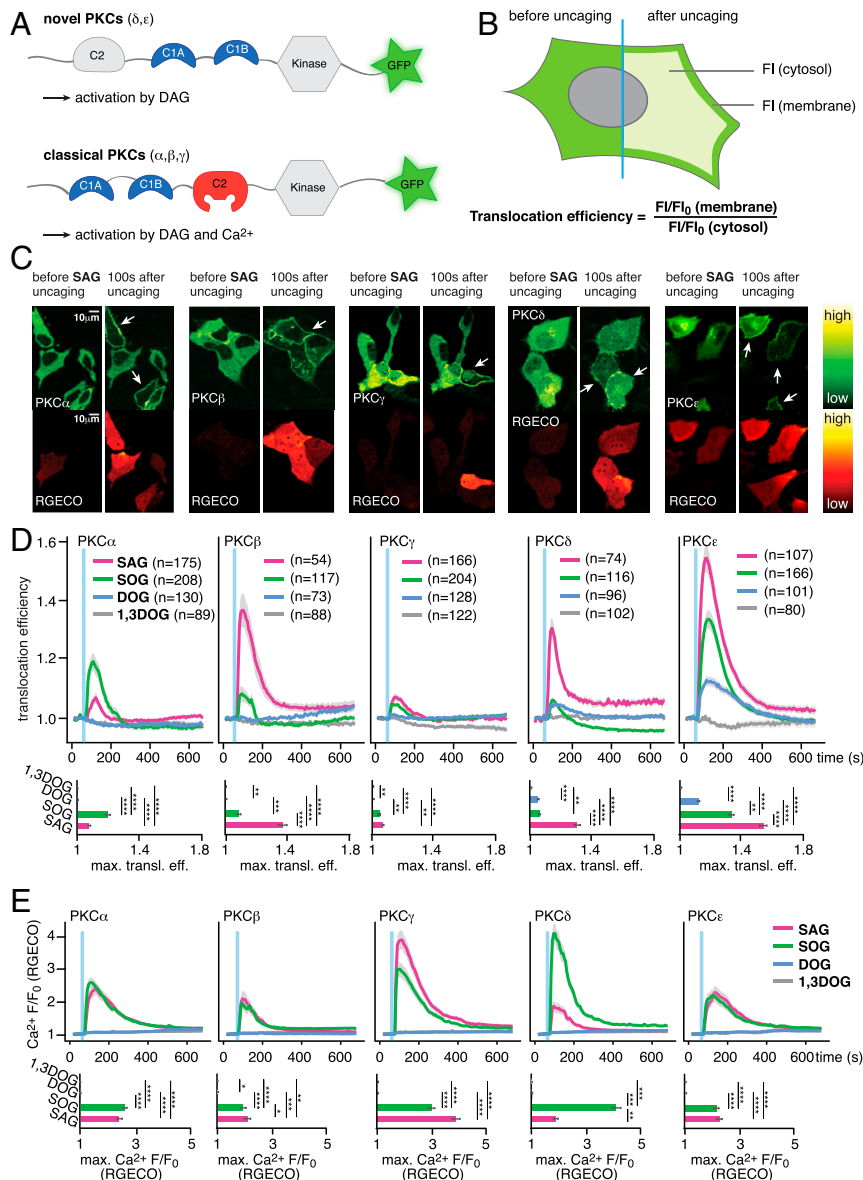 A
novel PKCs (δ,ε)
C2
C1A
C1B
Kinase
GFP
→ activation by DAG
classical PKCs (α,β,γ)
C1A
C1B
C2
Kinase
GFP
→ activation by DAG and Ca²⁺
B
before uncaging
after uncaging
FI (cytosol)
FI (membrane)
Translocation efficiency = FI/FI₀ (membrane)
FI/FI₀ (cytosol)
C
before SAG 100s after
uncaging uncaging
before SAG 100s after
uncaging uncaging
before SAG 100s after
uncaging uncaging
before SAG 100s after
uncaging uncaging
before SAG 100s after
uncaging uncaging
10μm
PKCα
PKCβ
PKCγ
PKCδ
PKCε
high
low
10μm
RGECO
RGECO
RGECO
RGECO
RGECO
high
low
D
translocation efficiency
1.6
1.4
1.2
1.0
PKCα
SAG (n=175)
SOG (n=208)
DOG (n=130)
1,3DOG (n=89)
0 200 400 600
PKCβ
(n=54)
(n=117)
(n=73)
(n=88)
0 200 400 600
PKCγ
(n=166)
(n=204)
(n=128)
(n=122)
0 200 400 600
PKCδ
(n=74)
(n=116)
(n=96)
(n=102)
0 200 400 600
PKCε
(n=107)
(n=166)
(n=101)
(n=80)
0 200 400 600
time (s)
1,3DOG
DOG
SOG
SAG
1 1.4 1.8
max. transl. eff.
1 1.4 1.8
max. transl. eff.
1 1.4 1.8
max. transl. eff.
1 1.4 1.8
max. transl. eff.
1 1.4 1.8
max. transl. eff.
E
Ca²⁺ F/F₀ (RGECO)
4
3
2
1
PKCα
0 200 400 600
PKCβ
0 200 400 600
PKCγ
0 200 400 600
PKCδ
0 200 400 600
PKCε
0 200 400 600
SAG
SOG
DOG
1,3DOG
time (s)
1,3DOG
DOG
SOG
SAG
1 3 5
max. Ca²⁺ F/F₀
(RGECO)
1 3 5
max. Ca²⁺ F/F₀
(RGECO)
1 3 5
max. Ca²⁺ F/F₀
(RGECO)
1 3 5
max. Ca²⁺ F/F₀
(RGECO)
1 3 5
max. Ca²⁺ F/F₀
(RGECO)